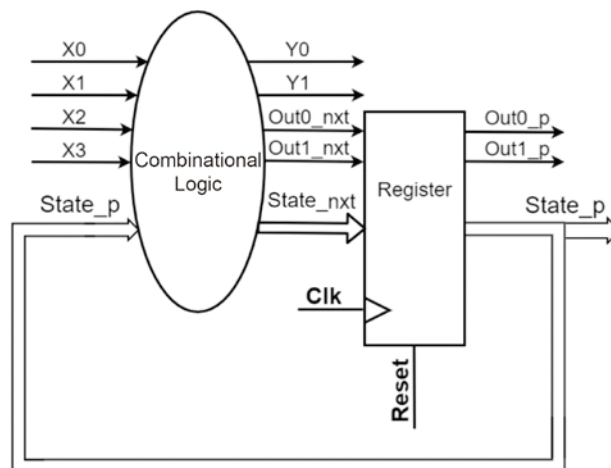 X0
Y0
X1
Y1
X2
Out0_nxt
Out0_p
X3
Out1_nxt
Out1_p
Combinational
Logic
Register
State_p
State_nxt
State_p
Clk
Reset